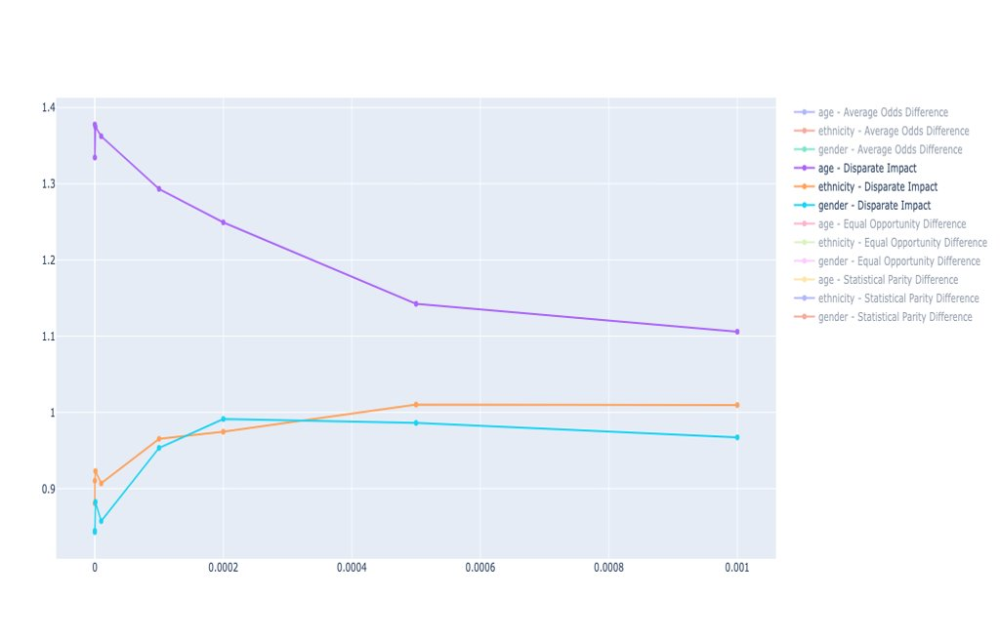 1.4
1.3
1.2
1.1
1
0.9
0
0.0002
0.0004
0.0006
0.0008
0.001
age - Average Odds Difference
ethnicity - Average Odds Difference
gender - Average Odds Difference
age - Disparate Impact
ethnicity - Disparate Impact
gender - Disparate Impact
age - Equal Opportunity Difference
ethnicity - Equal Opportunity Difference
gender - Equal Opportunity Difference
age - Statistical Parity Difference
ethnicity - Statistical Parity Difference
gender - Statistical Parity Difference